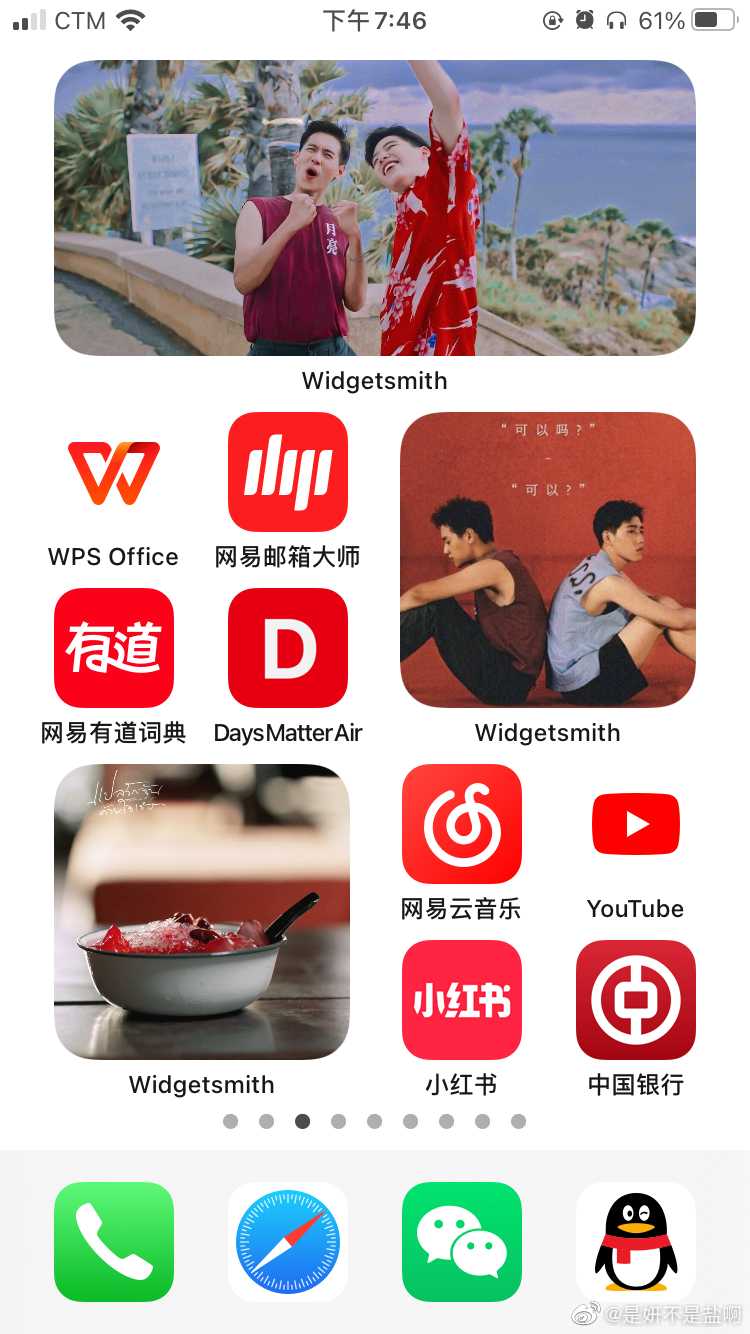 CTM
下午7:46
61%
月亮
Widgetsmith
WPS Office
网易邮箱大师
“可以吗?”
“可以?”
有道
D
网易有道词典
DaysMatterAir
Widgetsmith
网易云音乐
YouTube
小红书
Widgetsmith
小红书
中国银行
@是妍不是盐啊